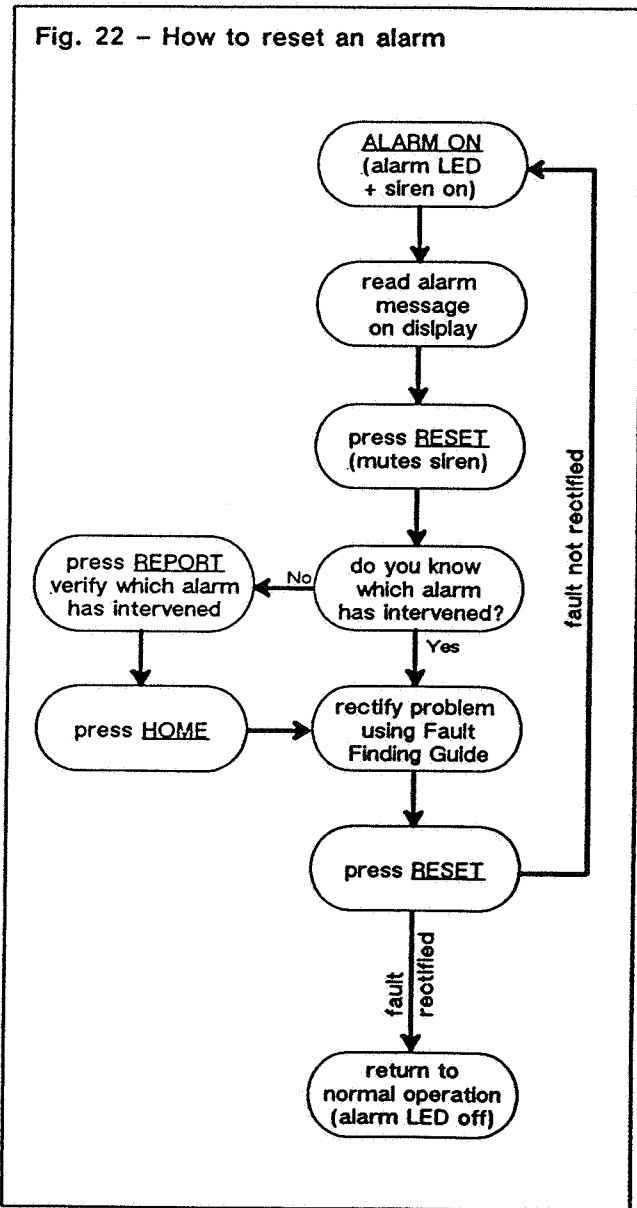 Fig. 22 – How to reset an alarm
ALARM ON
(alarm LED
+ siren on)
read alarm
message
on dislplay
press RESET
(mutes siren)
do you know
which alarm
has intervened?
No
press REPORT
verify which alarm
has intervened
press HOME
Yes
rectify problem
using Fault
Finding Guide
press RESET
fault not rectified
fault
rectified
return to
normal operation
(alarm LED off)